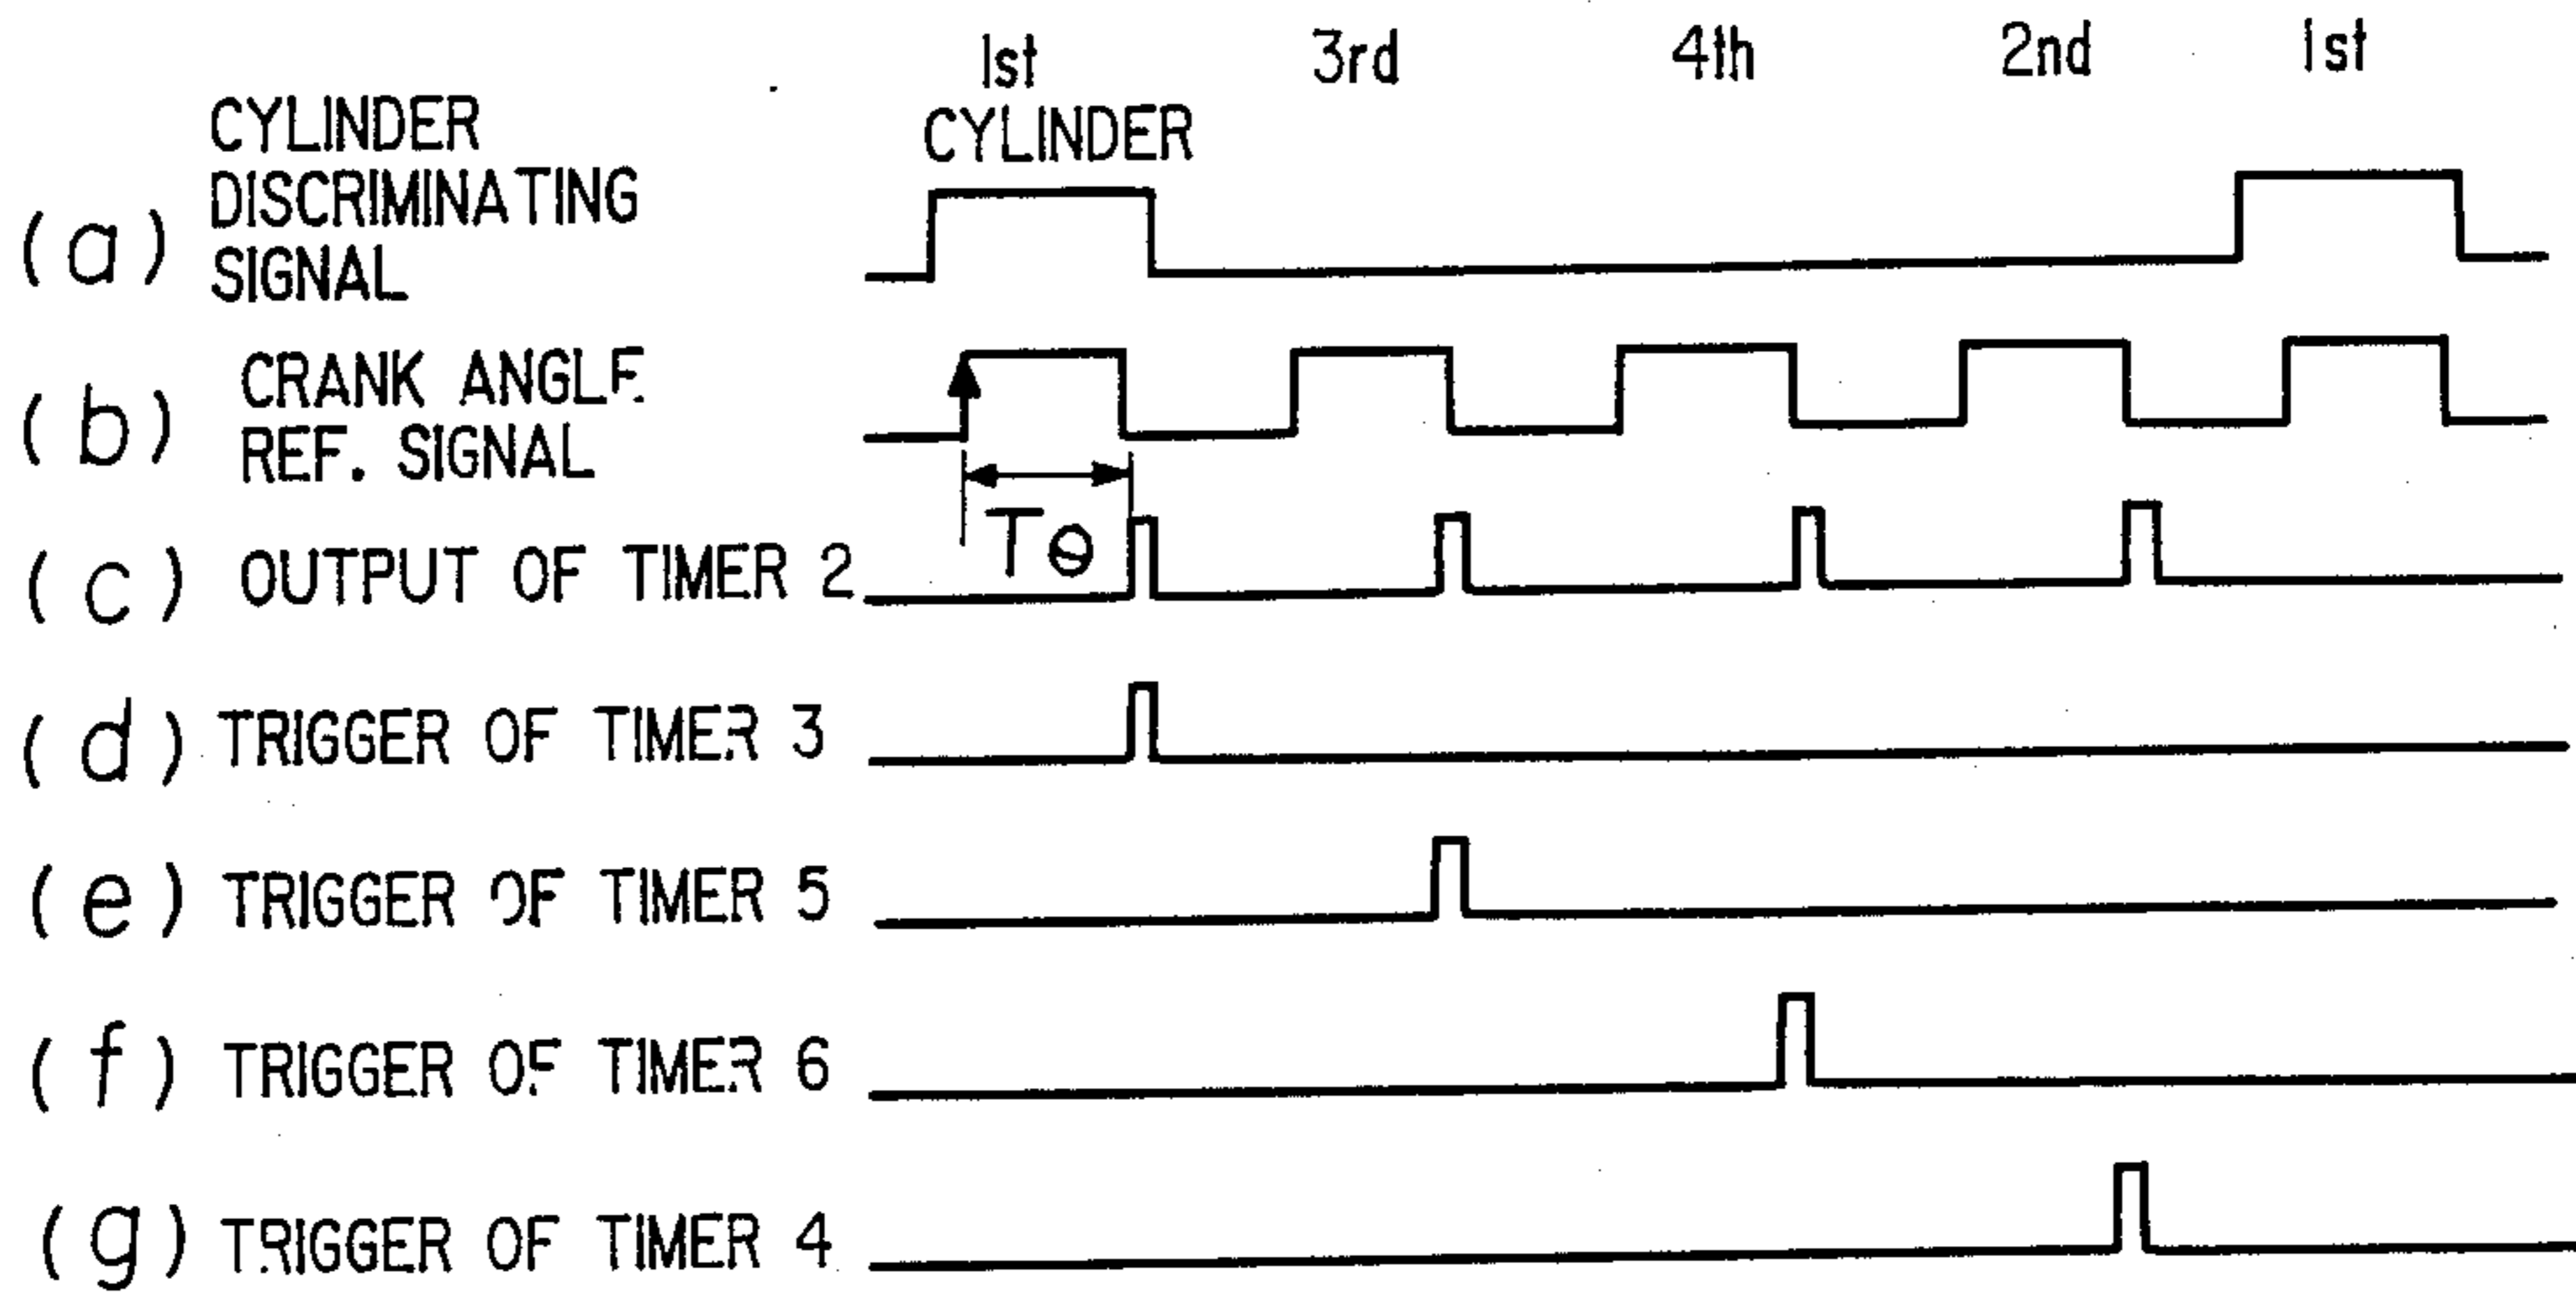 1st 3rd 4th 2nd 1st
CYLINDER
CYLINDER
DISCRIMINATING
SIGNAL
(a)
CRANK ANGLE
REF. SIGNAL
(b)
Tθ
(c) OUTPUT OF TIMER 2
(d) TRIGGER OF TIMER 3
(e) TRIGGER OF TIMER 5
(f) TRIGGER OF TIMER 6
(g) TRIGGER OF TIMER 4